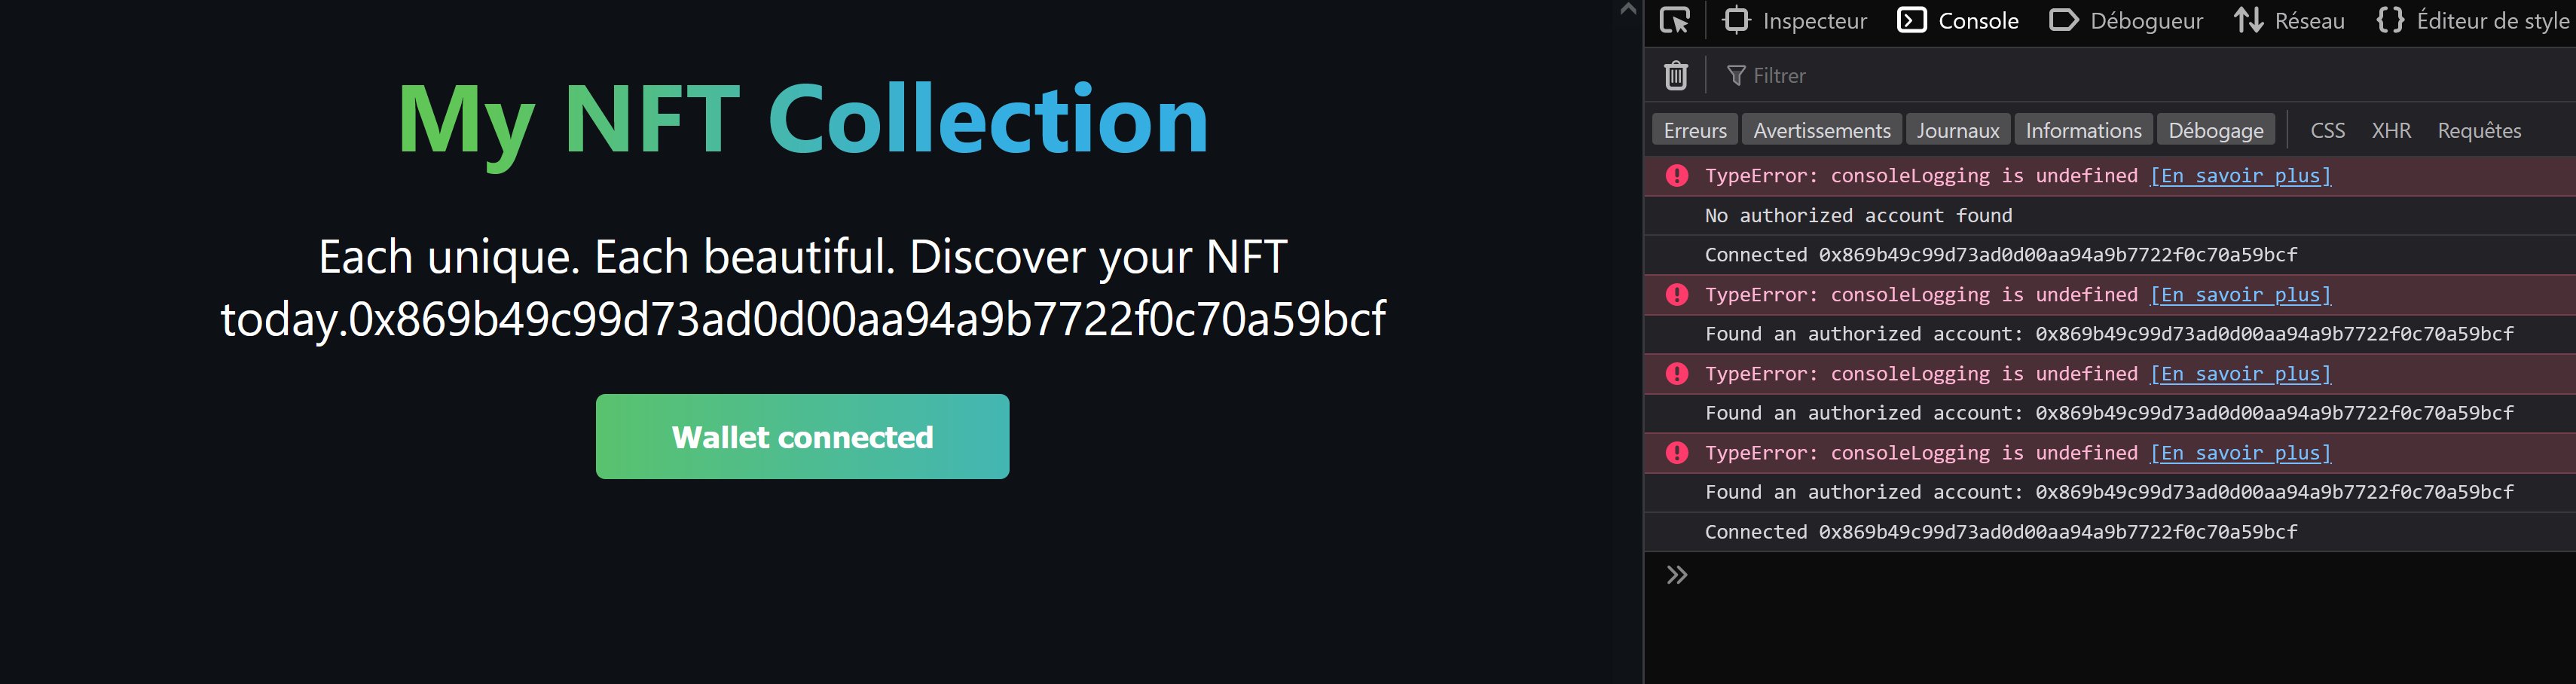 My NFT Collection
Each unique. Each beautiful. Discover your NFT
today.0x869b49c99d73ad0d00aa94a9b7722f0c70a59bcf
Wallet connected
Inspecteur Console Débogueur Réseau Éditeur de style
Filtrer
Erreurs Avertissements Journaux Informations Débogage CSS XHR Requêtes
TypeError: consoleLogging is undefined [En savoir plus]
No authorized account found
Connected 0x869b49c99d73ad0d00aa94a9b7722f0c70a59bcf
TypeError: consoleLogging is undefined [En savoir plus]
Found an authorized account: 0x869b49c99d73ad0d00aa94a9b7722f0c70a59bcf
TypeError: consoleLogging is undefined [En savoir plus]
Found an authorized account: 0x869b49c99d73ad0d00aa94a9b7722f0c70a59bcf
TypeError: consoleLogging is undefined [En savoir plus]
Found an authorized account: 0x869b49c99d73ad0d00aa94a9b7722f0c70a59bcf
Connected 0x869b49c99d73ad0d00aa94a9b7722f0c70a59bcf